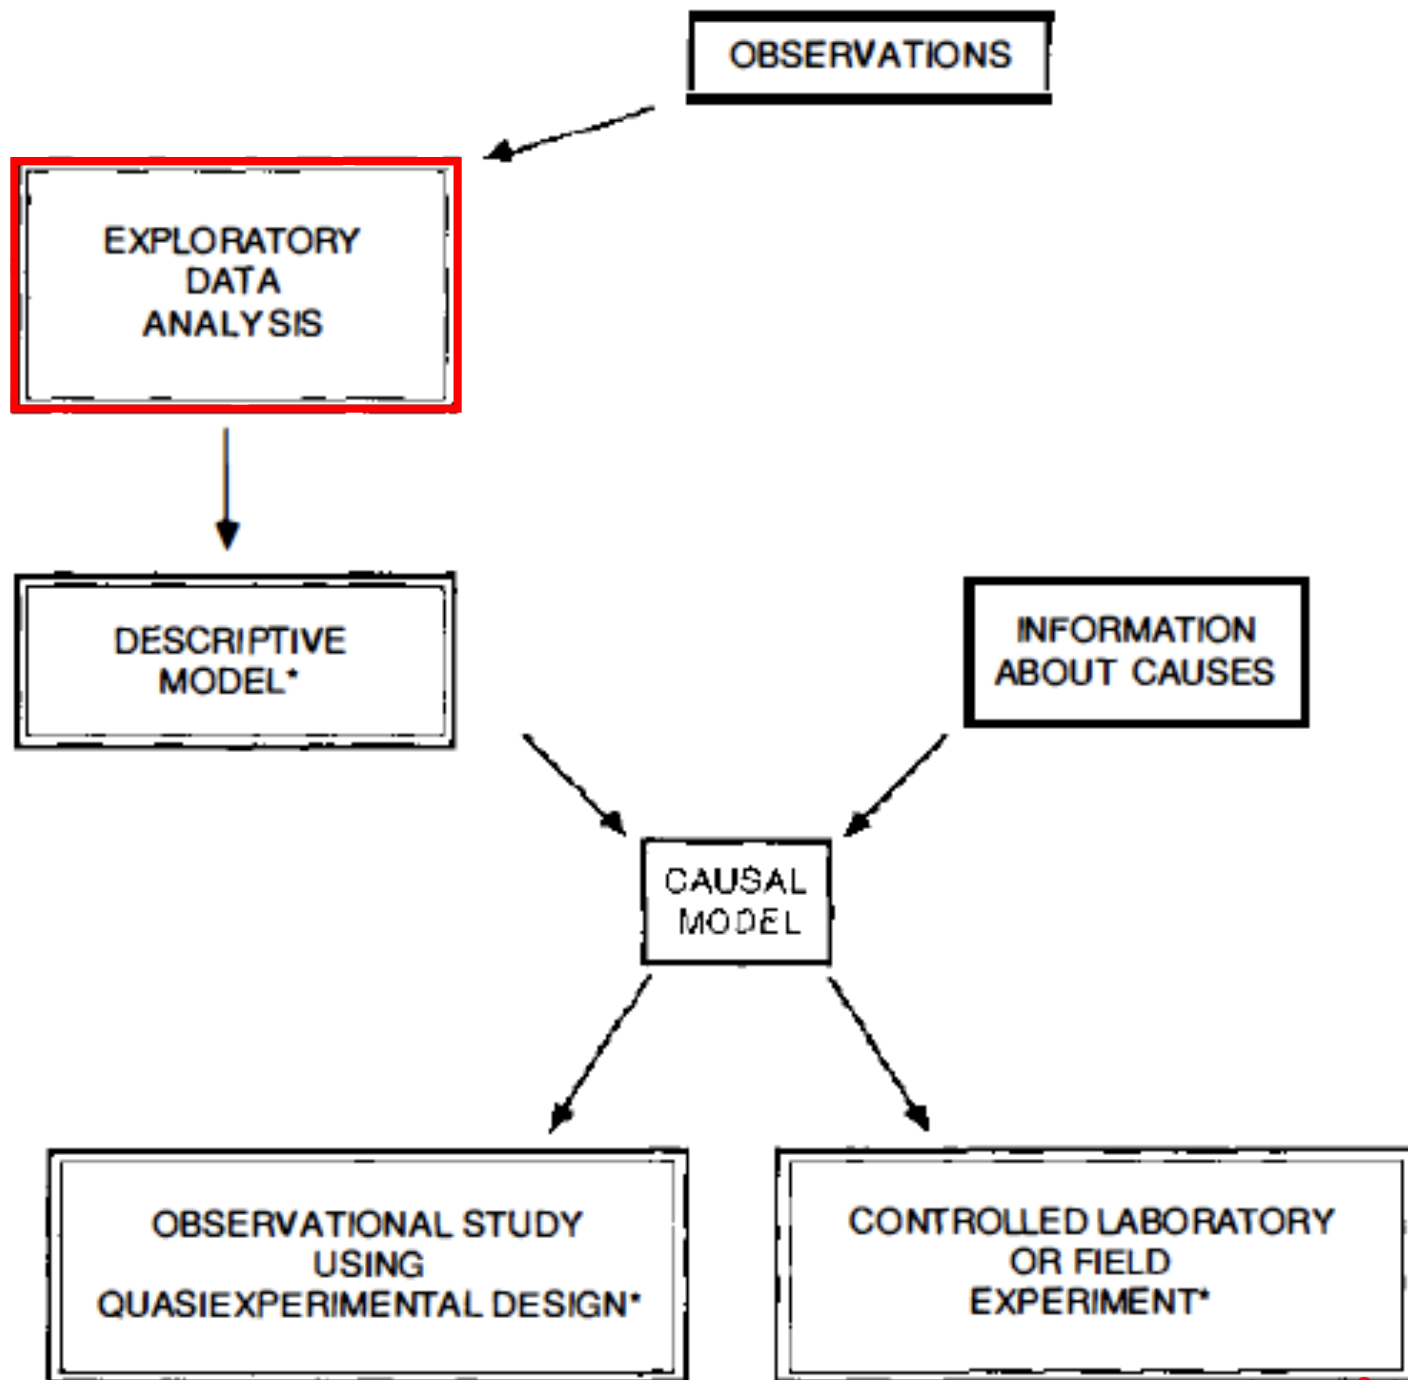 OBSERVATIONS
EXPLORATORY
DATA
ANALYSIS
DESCRIPTIVE
MODEL*
INFORMATION
ABOUT CAUSES
CAUSAL
MODEL
OBSERVATIONAL STUDY
USING
QUASIEXPERIMENTAL DESIGN*
CONTROLLED LABORATORY
OR FIELD
EXPERIMENT*